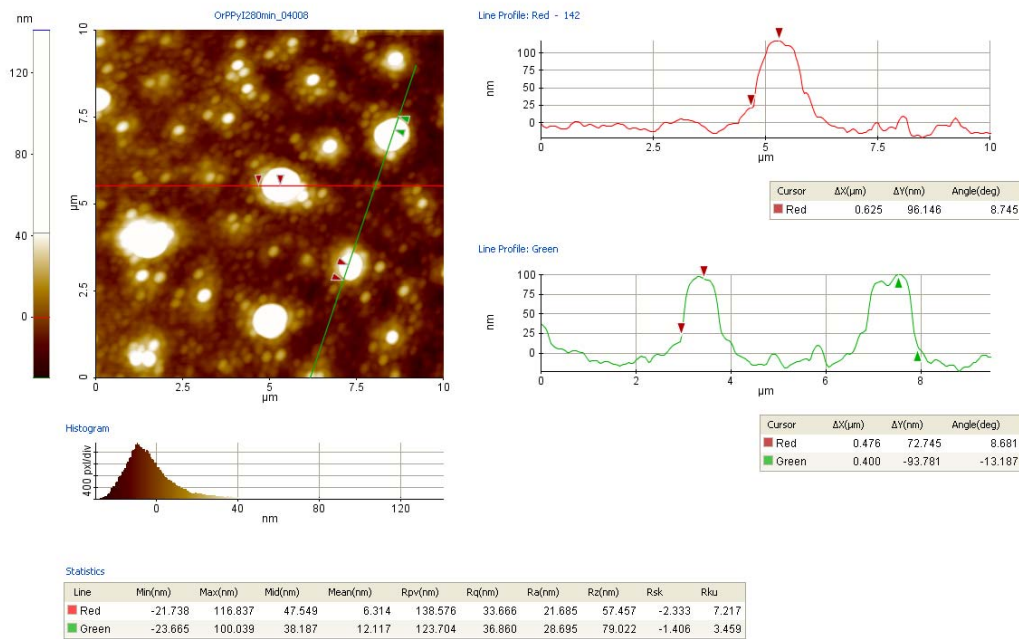 nm
OrPPyI280min_04008
120
80
40
0
10
7.5
5
2.5
0
µm
0
2.5
5
7.5
10
µm
Line Profile: Red - 142
nm
100
75
50
25
0
0
2.5
5
7.5
10
µm
Cursor ΔX(µm) ΔY(nm) Angle(deg)
Red 0.625 96.146 8.745
Line Profile: Green
nm
100
75
50
25
0
0
2
4
6
8
µm
Cursor ΔX(µm) ΔY(nm) Angle(deg)
Red 0.476 72.745 8.681
Green 0.400 -93.781 -13.187
Histogram
400 pxl/div
0
40
80
120
nm
Statistics
Line Min(nm) Max(nm) Mid(nm) Mean(nm) Rpv(nm) Rq(nm) Ra(nm) Rz(nm) Rsk Rku
Red -21.738 116.837 47.549 6.314 138.576 33.666 21.685 57.457 -2.333 7.217
Green -23.665 100.039 38.187 12.117 123.704 36.860 28.695 79.022 -1.406 3.459